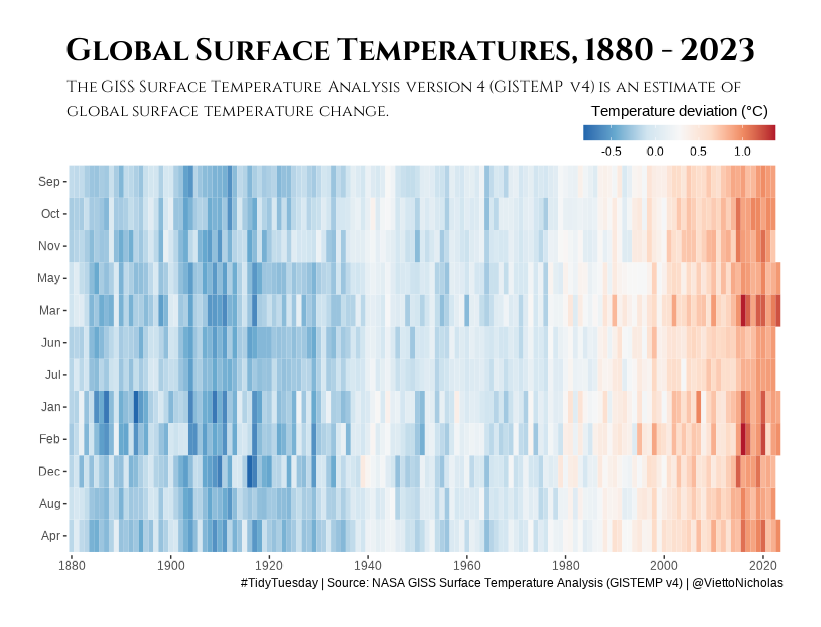 Global Surface Temperatures, 1880 - 2023
The GISS Surface Temperature Analysis version 4 (GISTEMP v4) is an estimate of
global surface temperature change.
Temperature deviation (°C)
-0.5 0.0 0.5 1.0
Sep
Oct
Nov
May
Mar
Jun
Jul
Jan
Feb
Dec
Aug
Apr
1880 1900 1920 1940 1960 1980 2000 2020
#TidyTuesday | Source: NASA GISS Surface Temperature Analysis (GISTEMP v4) | @ViettoNicholas